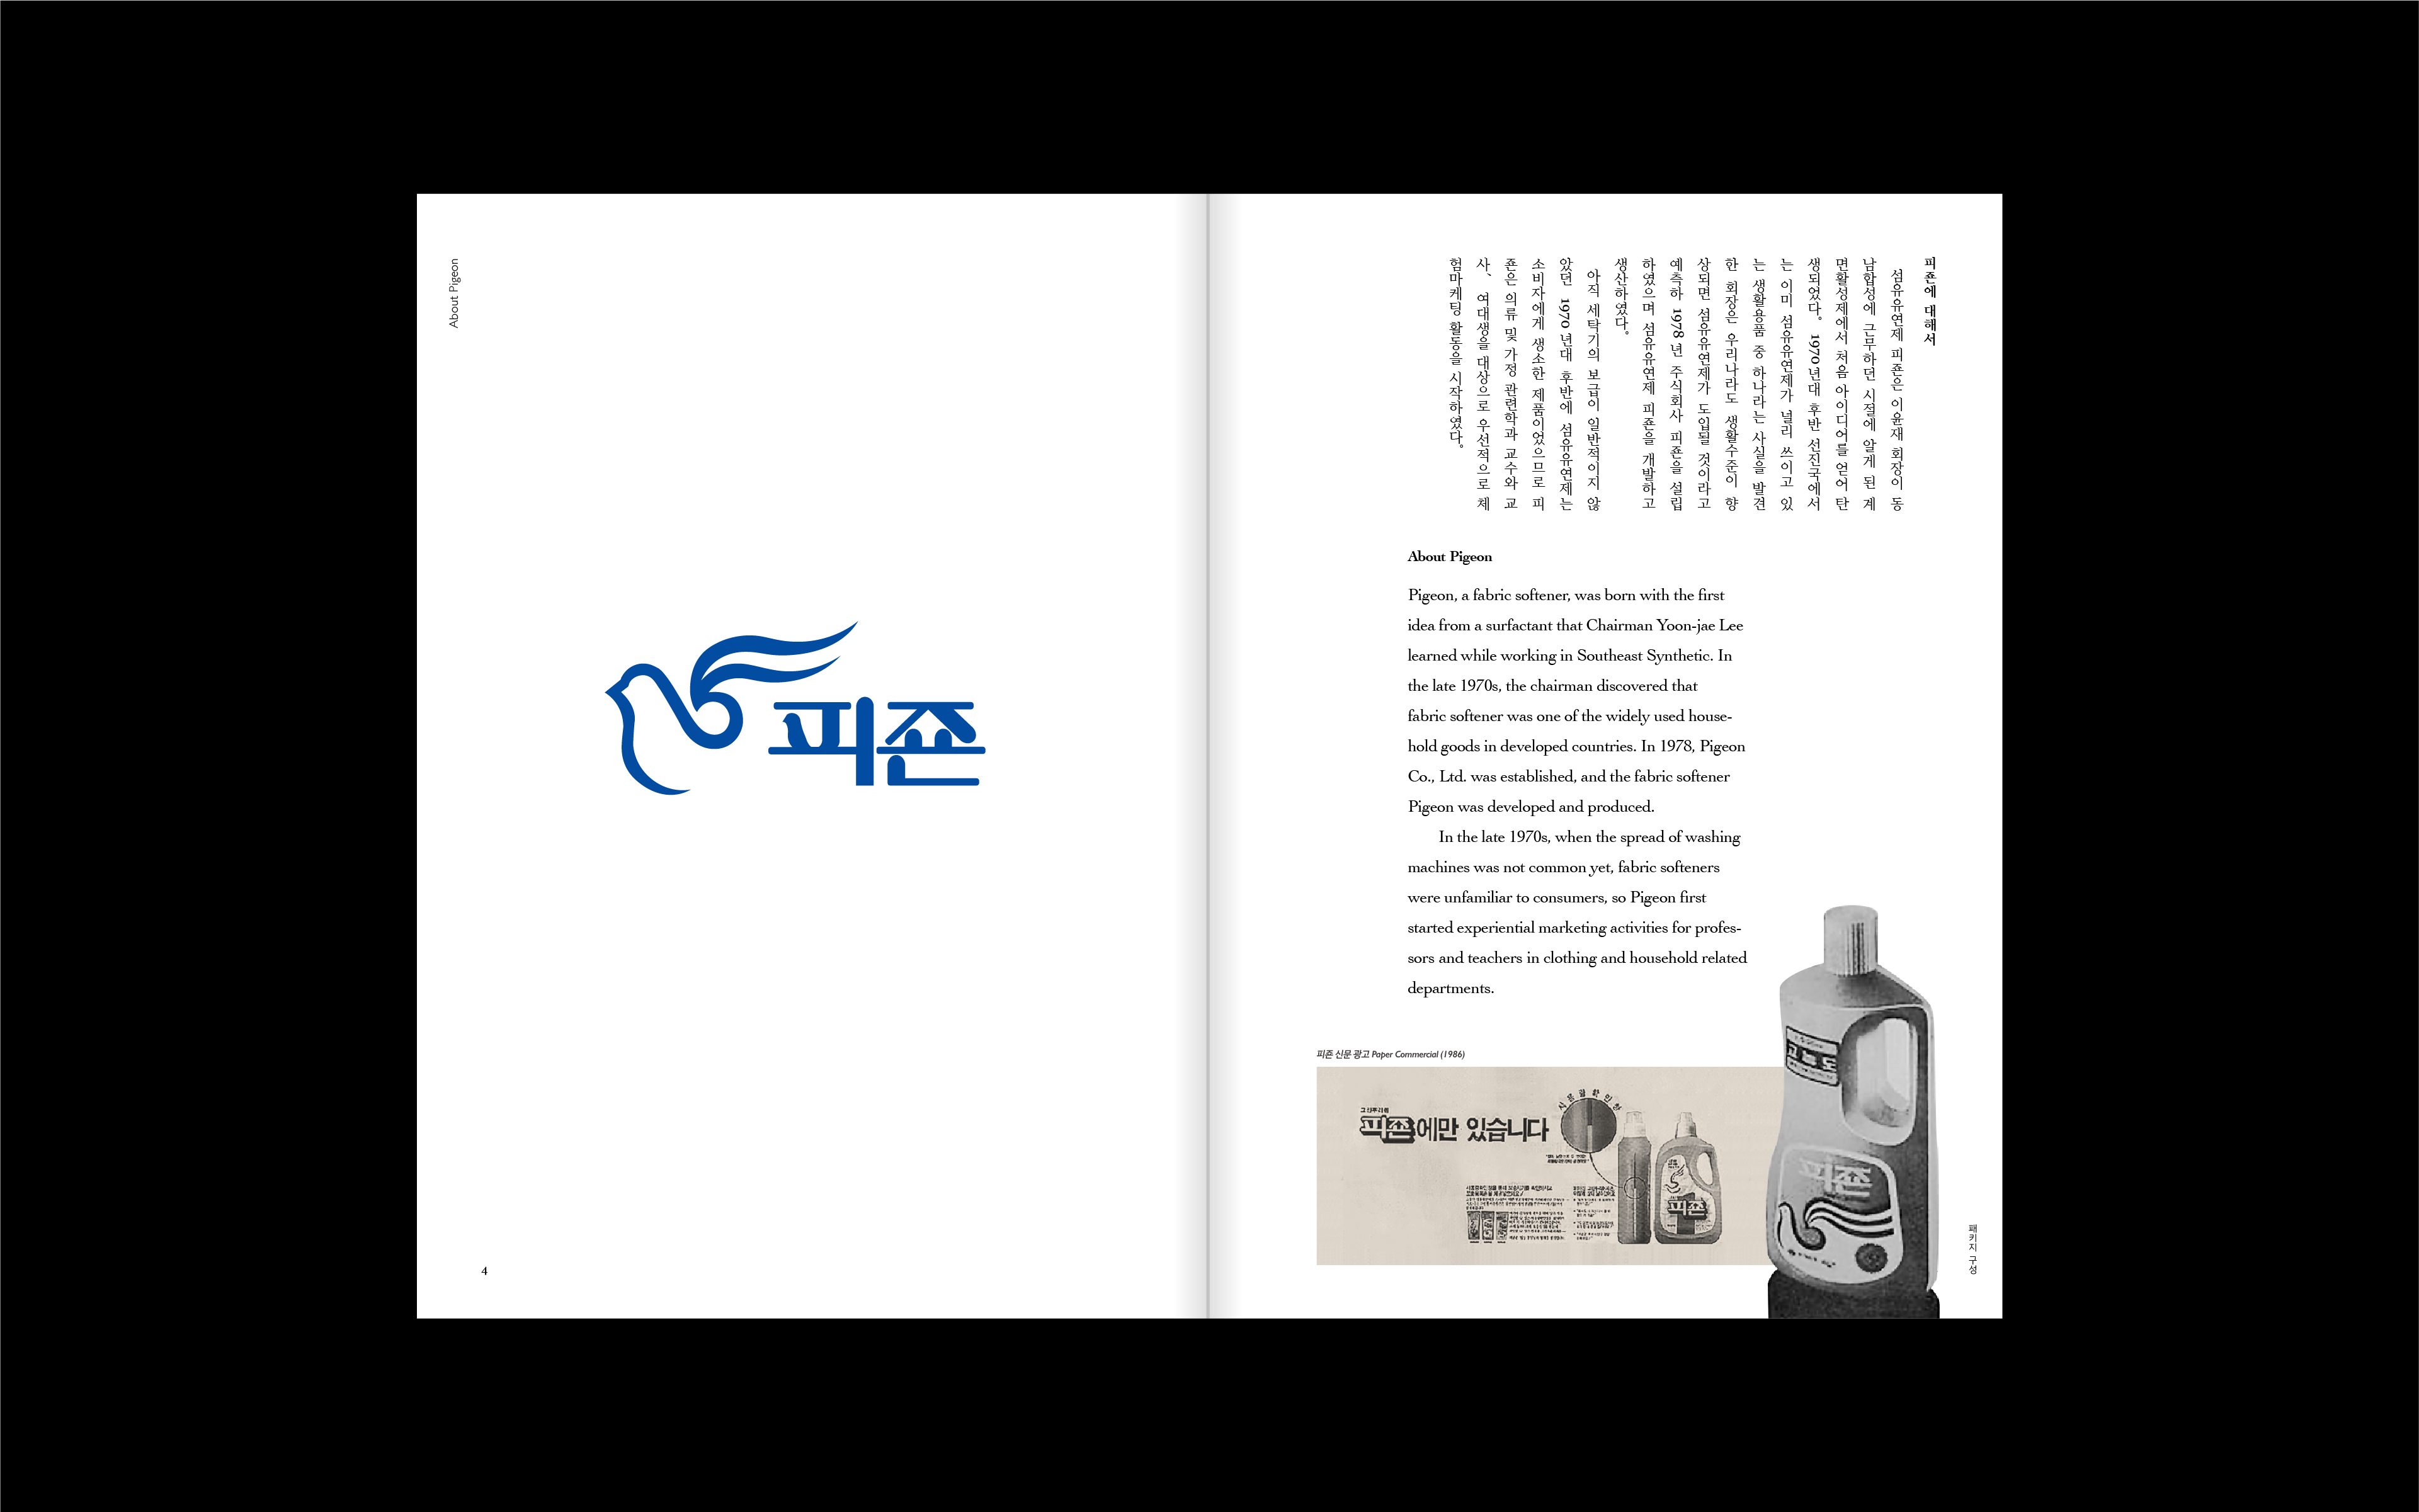 About Pigeon
피죤
4
피죤에 대해서
섬유유연제 피죤은 이윤재 회장이 동
남합성에 근무하던 시절에 알게 된 계
면활성제에서 처음 아이디어를 얻어 탄
생되었다. 1970년대 후반 선진국에서
는 이미 섬유유연제가 널리 쓰이고 있
는 생활용품 중 하나라는 사실을 발견
한 회장은 우리나라도 생활수준이 향
상되면 섬유유연제가 도입될 것이라고
예측하 1978년 주식회사 피죤을 설립
하였으며 섬유유연제 피죤을 개발하고
생산하였다.
아직 세탁기의 보급이 일반적이지 않
았던 1970년대 후반에 섬유유연제는
소비자에게 생소한 제품이었으므로 피
죤은 의류 및 가정 관련학과 교수와 교
사, 여대생을 대상으로 우선적으로 체
험마케팅 활동을 시작하였다.
About Pigeon
Pigeon, a fabric softener, was born with the first
idea from a surfactant that Chairman Yoon-jae Lee
learned while working in Southeast Synthetic. In
the late 1970s, the chairman discovered that
fabric softener was one of the widely used house-
hold goods in developed countries. In 1978, Pigeon
Co., Ltd. was established, and the fabric softener
Pigeon was developed and produced.
In the late 1970s, when the spread of washing
machines was not common yet, fabric softeners
were unfamiliar to consumers, so Pigeon first
started experiential marketing activities for profes-
sors and teachers in clothing and household related
departments.
피죤 신문 광고 Paper Commercial (1986)
피죤에만 있습니다
피죤
고농도
피죤
패키지 구성